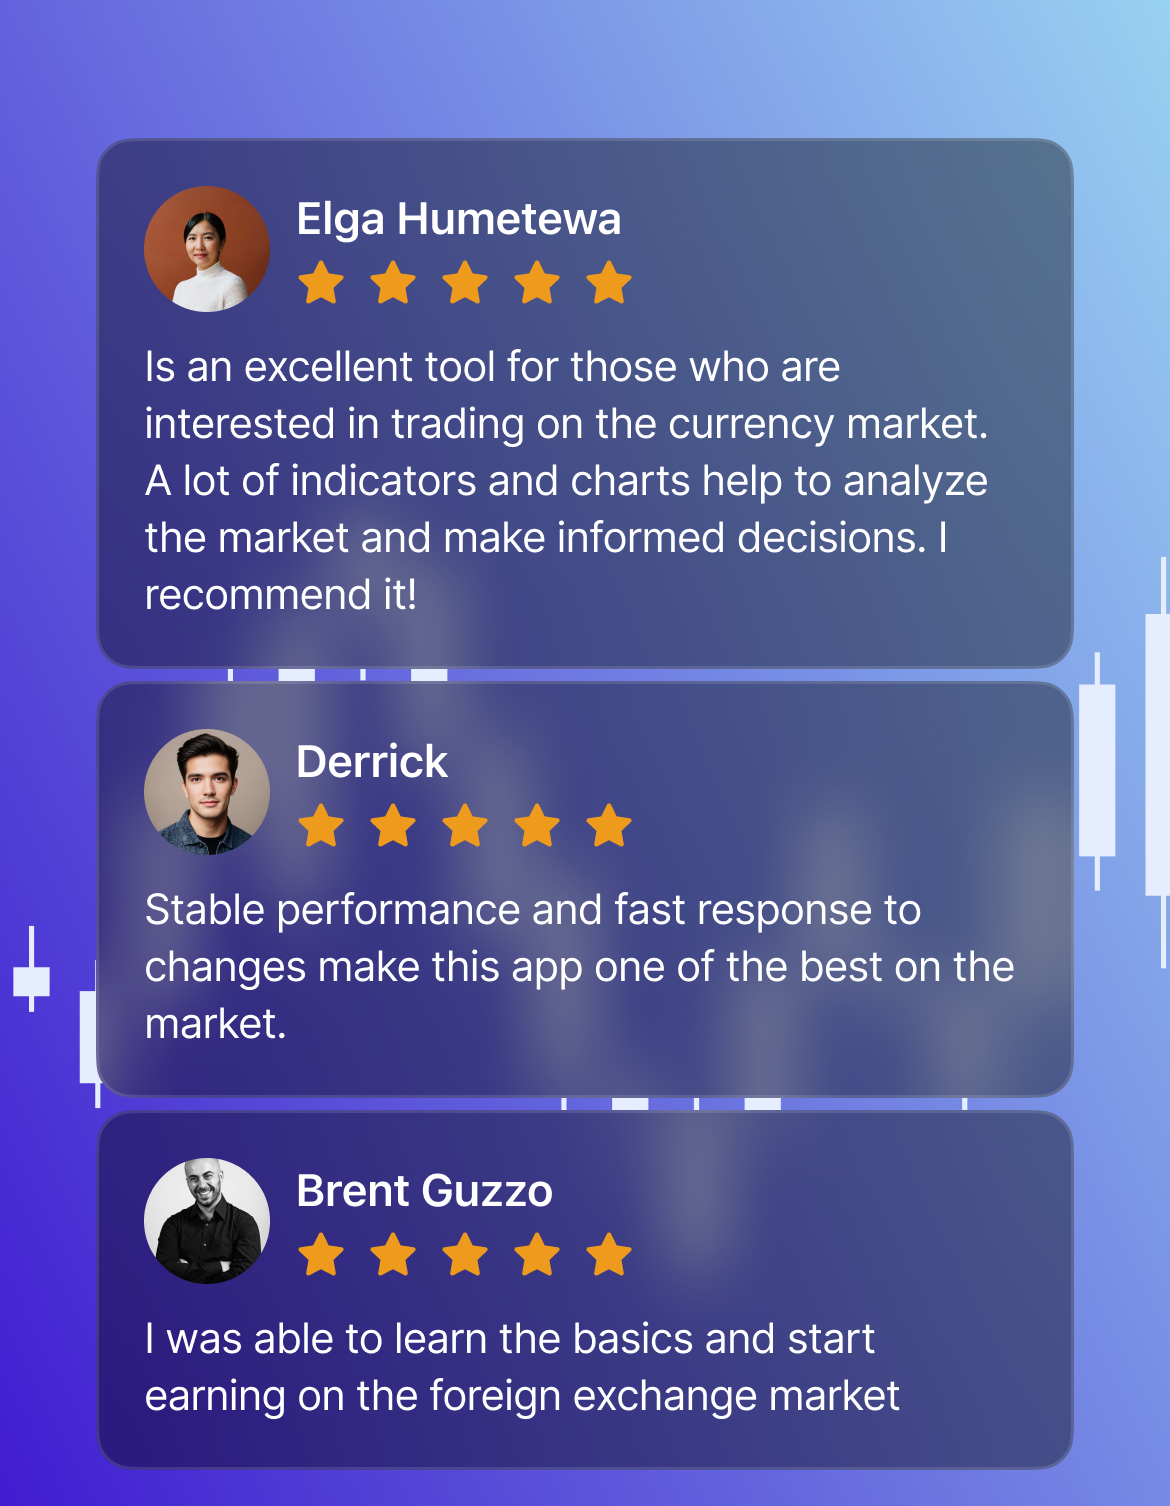 Elga Humetewa
Is an excellent tool for those who are
interested in trading on the currency market.
A lot of indicators and charts help to analyze
the market and make informed decisions. I
recommend it!
Derrick
Stable performance and fast response to
changes make this app one of the best on the
market.
Brent Guzzo
I was able to learn the basics and start
earning on the foreign exchange market